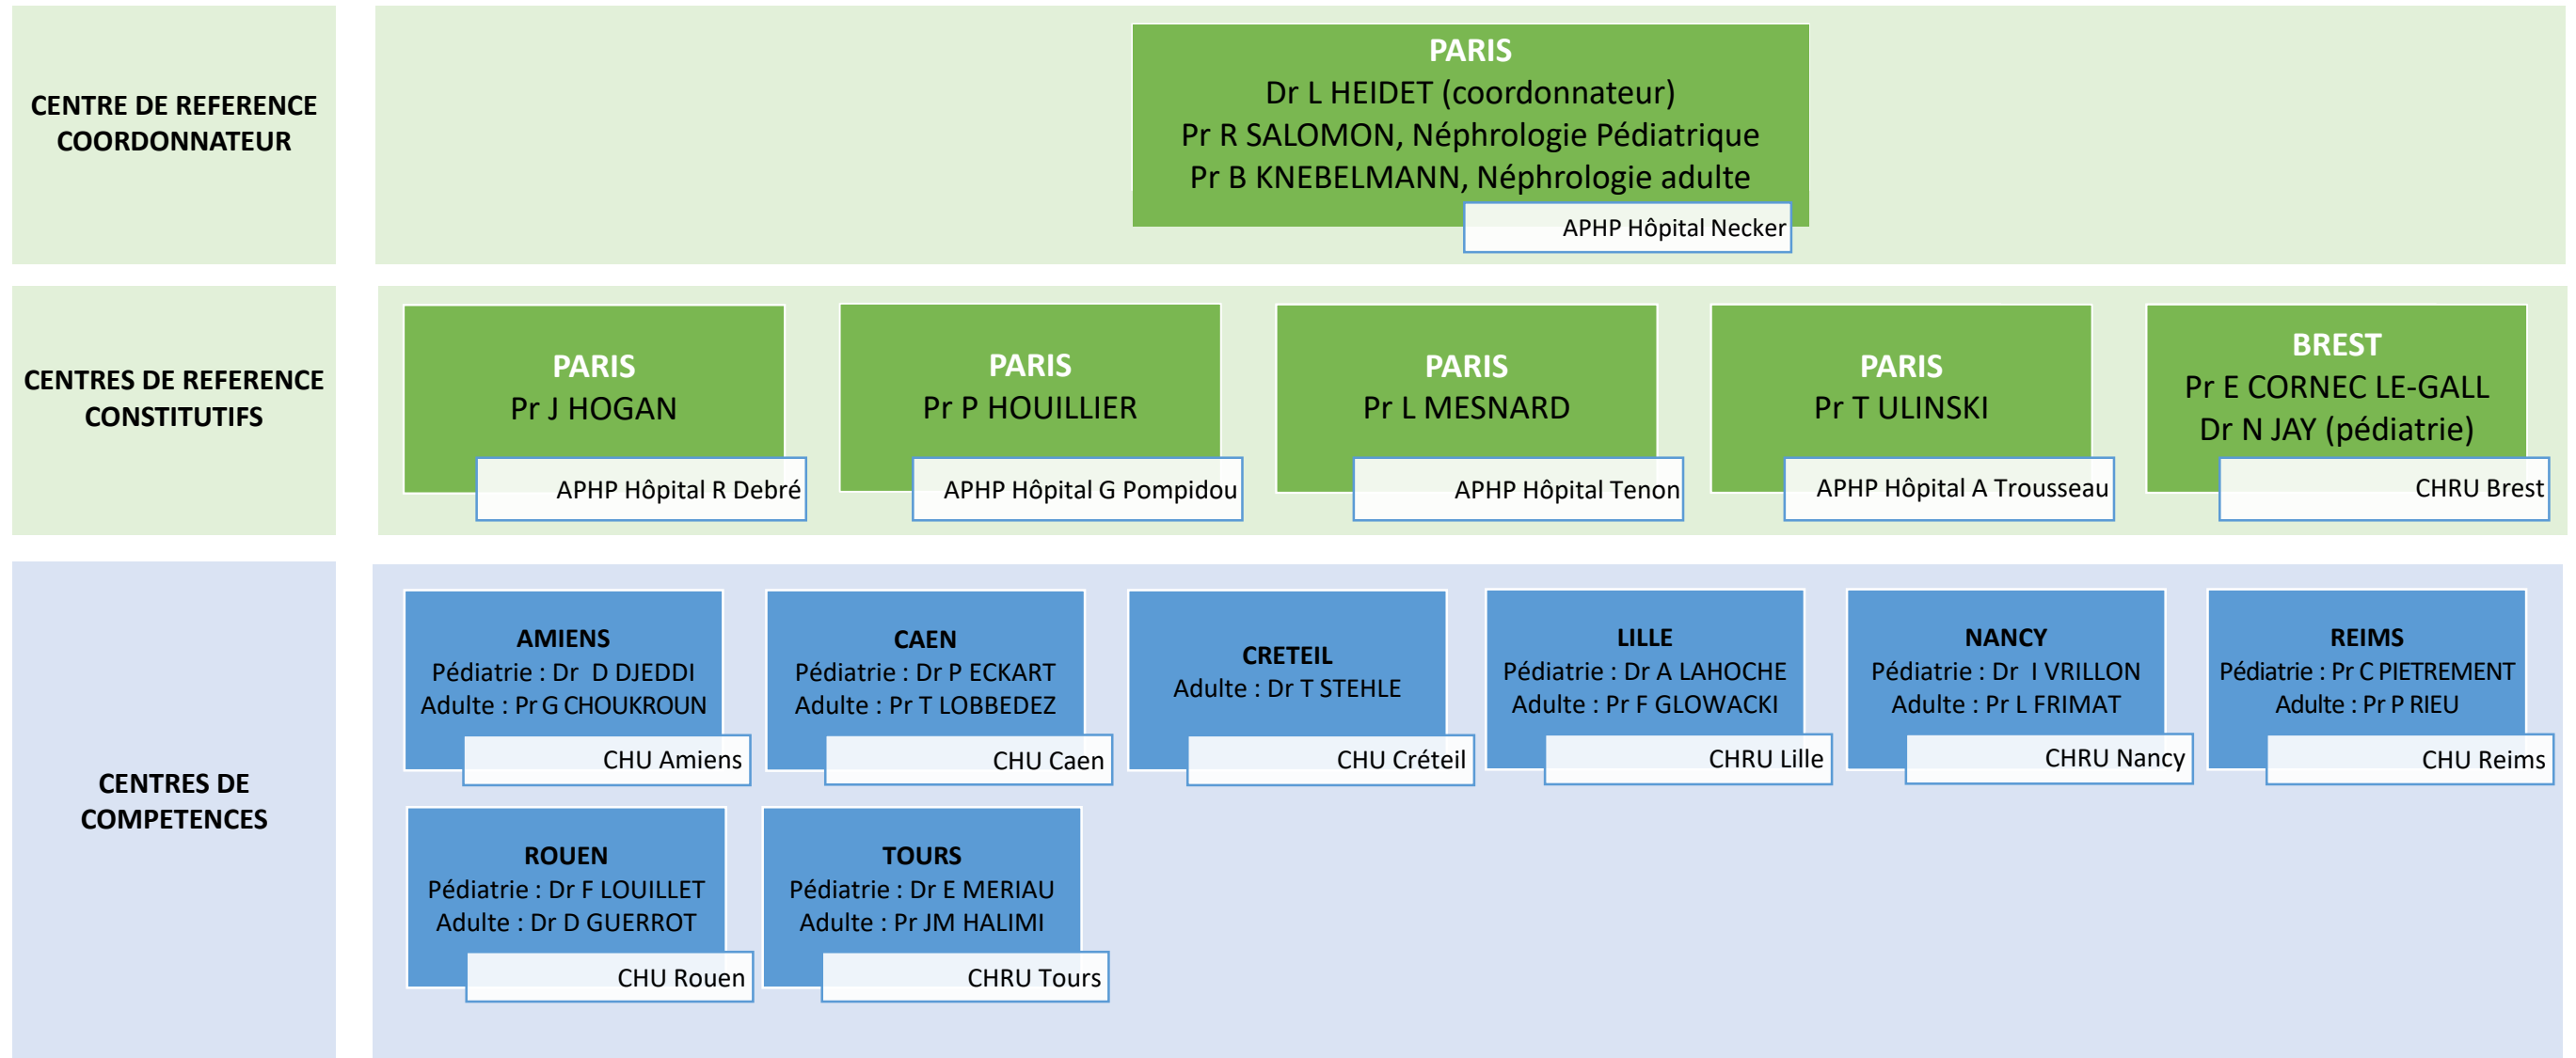 CENTRE DE REFERENCE
COORDONNATEUR
PARIS
Dr L HEIDET (coordonnateur)
Pr R SALOMON, Néphrologie Pédiatrique
Pr B KNEBELMANN, Néphrologie adulte
APHP Hôpital Necker
CENTRES DE REFERENCE
CONSTITUTIFS
PARIS
Pr J HOGAN
APHP Hôpital R Debré
PARIS
Pr P HOUILLIER
APHP Hôpital G Pompidou
PARIS
Pr L MESNARD
APHP Hôpital Tenon
PARIS
Pr T ULINSKI
APHP Hôpital A Trousseau
BREST
Pr E CORNEC LE-GALL
Dr N JAY (pédiatrie)
CHRU Brest
CENTRES DE
COMPETENCES
AMIENS
Pédiatrie : Dr D DJEDDI
Adulte : Pr G CHOUKROUN
CHU Amiens
CAEN
Pédiatrie : Dr P ECKART
Adulte : Pr T LOBBEDEZ
CHU Caen
CRETEIL
Adulte : Dr T STEHLE
CHU Créteil
LILLE
Pédiatrie : Dr A LAHOCHE
Adulte : Pr F GLOWACKI
CHRU Lille
NANCY
Pédiatrie : Dr I VRILLON
Adulte : Pr L FRIMAT
CHRU Nancy
REIMS
Pédiatrie : Pr C PIETREMENT
Adulte : Pr P RIEU
CHU Reims
ROUEN
Pédiatrie : Dr F LOUILLET
Adulte : Dr D GUERROT
CHU Rouen
TOURS
Pédiatrie : Dr E MERIAU
Adulte : Pr JM HALIMI
CHRU Tours